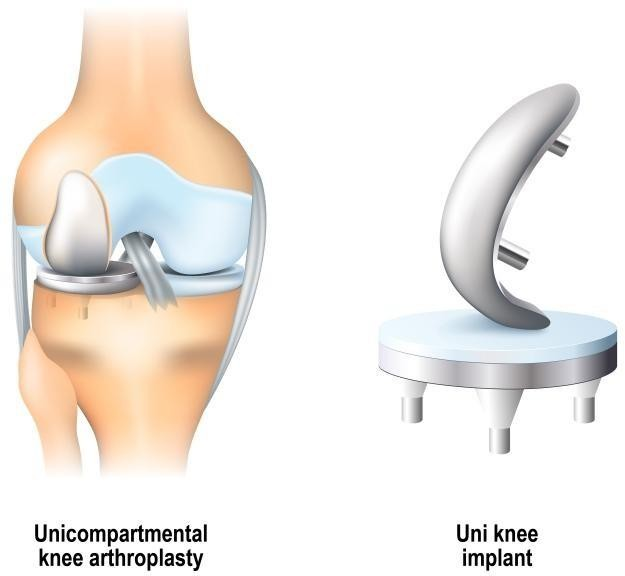 Unicompartmental
knee arthroplasty
Uni knee
implant